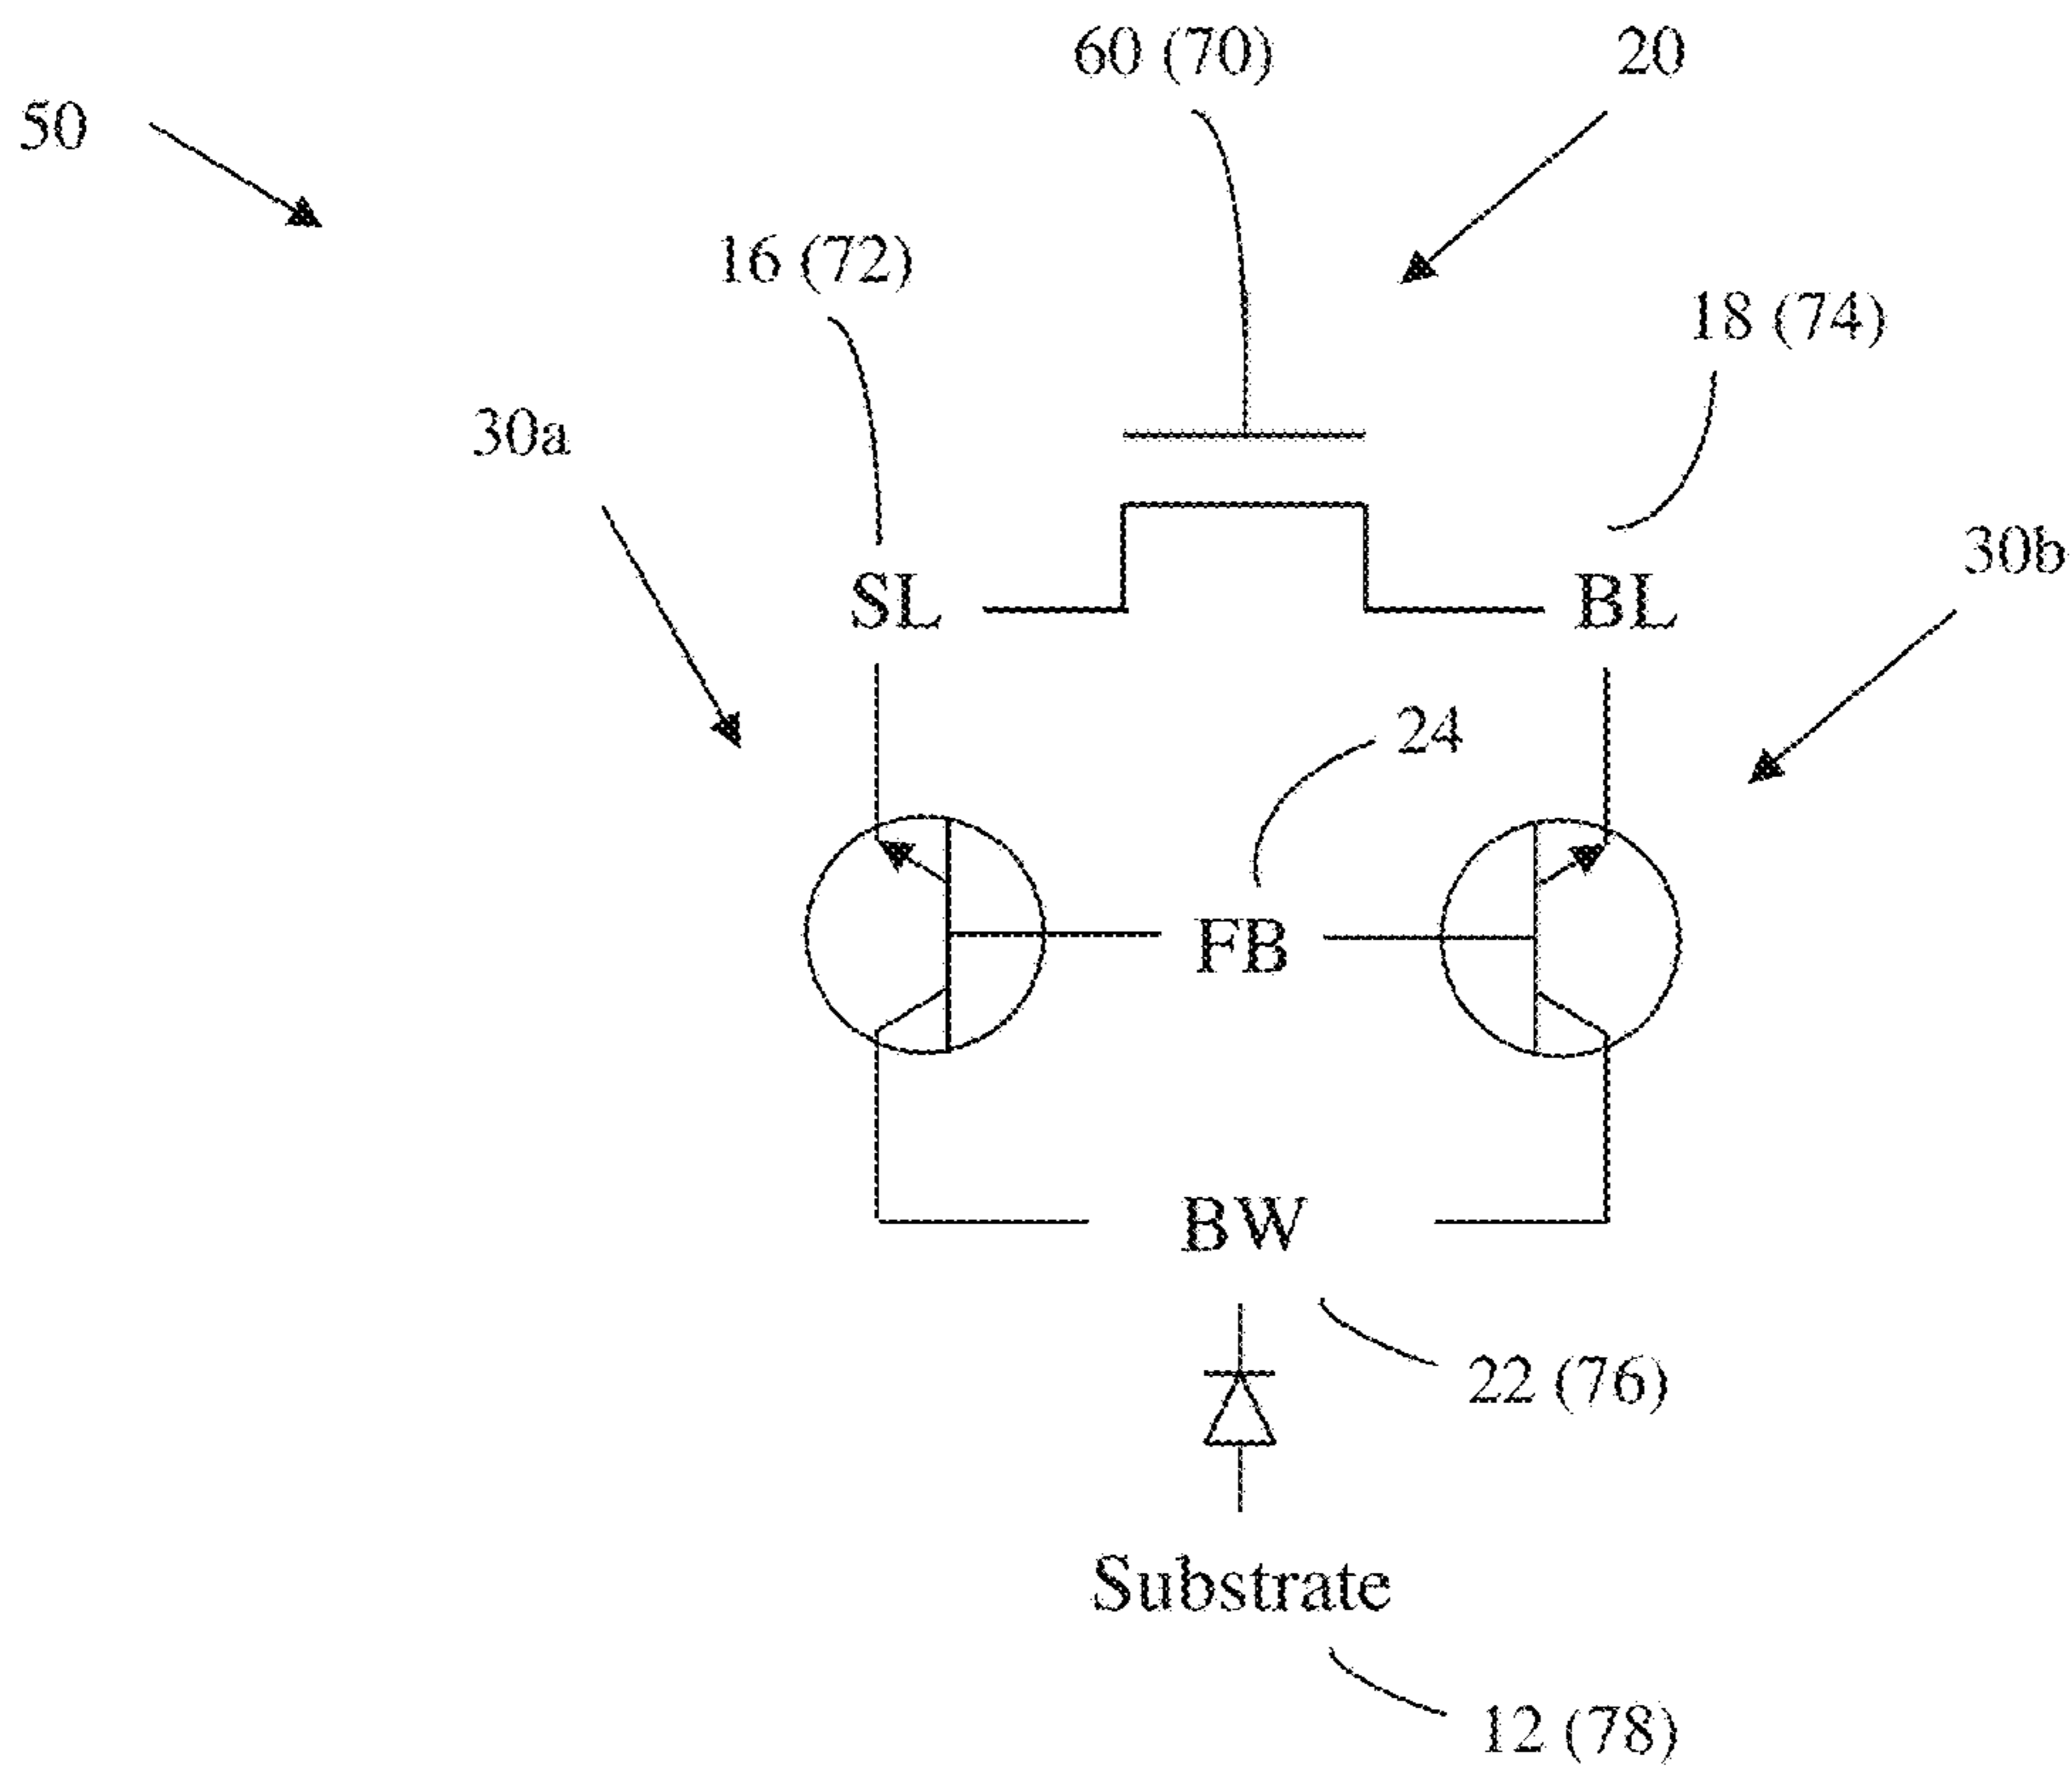 60 (70)
20
50
16 (72)
18 (74)
30a
30b
SL
BL
24
FB
BW
22 (76)
Substrate
12 (78)